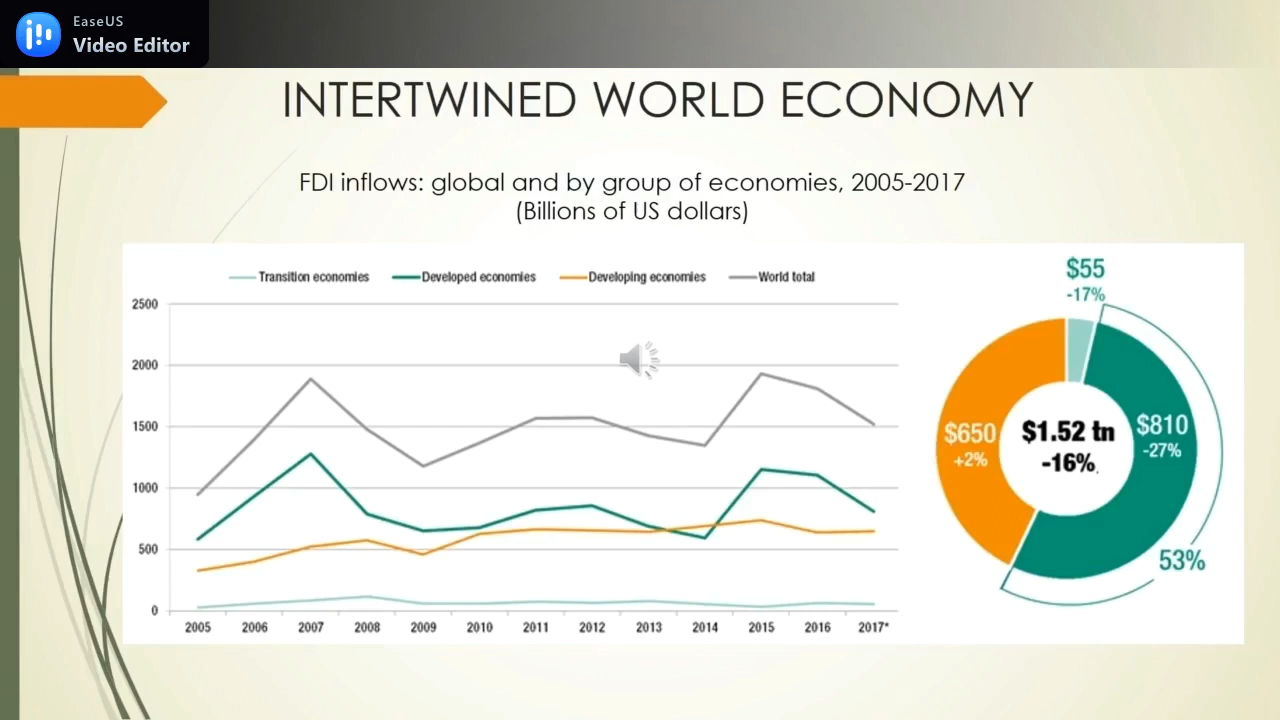 EaseUS
Video Editor
INTERTWINED WORLD ECONOMY
FDI inflows: global and by group of economies, 2005-2017
(Billions of US dollars)
Transition economies Developed economies Developing economies World total
2500
2000
1500
1000
500
0
2005 2006 2007 2008 2009 2010 2011 2012 2013 2014 2015 2016 2017*
$55
-17%
$650
+2%
$1.52 tn
-16%
$810
-27%
53%